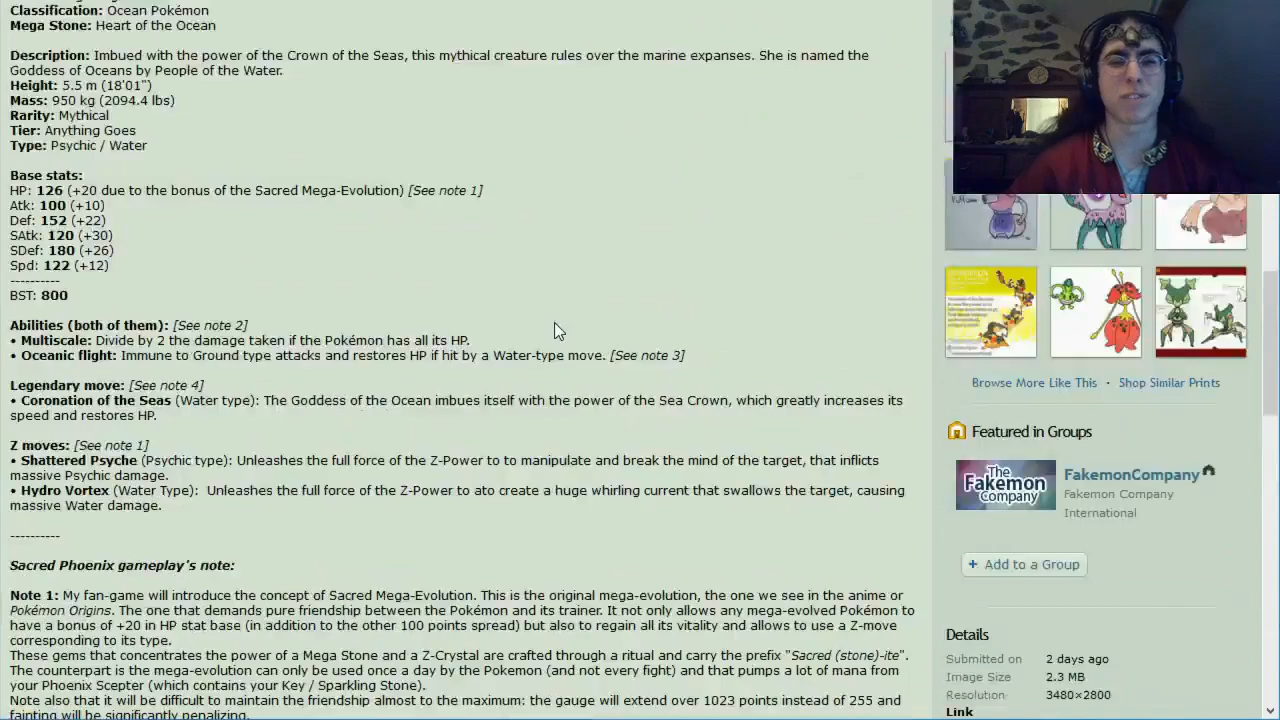 Classification: Ocean Pokémon
Mega Stone: Heart of the Ocean
Description: Imbued with the power of the Crown of the Seas, this mythical creature rules over the marine expanses. She is named the
Goddess of Oceans by People of the Water.
Height: 5.5 m (18'01")
Mass: 950 kg (2094.4 lbs)
Rarity: Mythical
Tier: Anything Goes
Type: Psychic / Water
Base stats:
HP: 126 (+20 due to the bonus of the Sacred Mega-Evolution) [See note 1]
Atk: 100 (+10)
Def: 152 (+22)
SAtk: 120 (+30)
SDef: 180 (+26)
Spd: 122 (+12)
----------
BST: 800
Abilities (both of them): [See note 2]
• Multiscale: Divide by 2 the damage taken if the Pokémon has all its HP.
• Oceanic flight: Immune to Ground type attacks and restores HP if hit by a Water-type move. [See note 3]
Legendary move: [See note 4]
• Coronation of the Seas (Water type): The Goddess of the Ocean imbues itself with the power of the Sea Crown, which greatly increases its
speed and restores HP.
Z moves: [See note 1]
• Shattered Psyche (Psychic type): Unleashes the full force of the Z-Power to to manipulate and break the mind of the target, that inflicts
massive Psychic damage.
• Hydro Vortex (Water Type): Unleashes the full force of the Z-Power to ato create a huge whirling current that swallows the target, causing
massive Water damage.
----------
Sacred Phoenix gameplay's note:
Note 1: My fan-game will introduce the concept of Sacred Mega-Evolution. This is the original mega-evolution, the one we see in the anime or
Pokémon Origins. The one that demands pure friendship between the Pokémon and its trainer. It not only allows any mega-evolved Pokémon to
have a bonus of +20 in HP stat base (in addition to the other 100 points spread) but also to regain all its vitality and allows to use a Z-move
corresponding to its type.
These gems that concentrates the power of a Mega Stone and a Z-Crystal are crafted through a ritual and carry the prefix "Sacred (stone)-ite".
The counterpart is the mega-evolution can only be used once a day by the Pokemon (and not every fight) and that pumps a lot of mana from
your Phoenix Scepter (which contains your Key / Sparkling Stone).
Note also that it will be difficult to maintain the friendship almost to the maximum: the gauge will extend over 1023 points instead of 255 and
fainting will be significantly penalizing.
Browse More Like This · Shop Similar Prints
Featured in Groups
The
Fakemon
Company
FakemonCompany
Fakemon Company
International
+ Add to a Group
Details
Submitted on 2 days ago
Image Size 2.3 MB
Resolution 3480×2800
Link